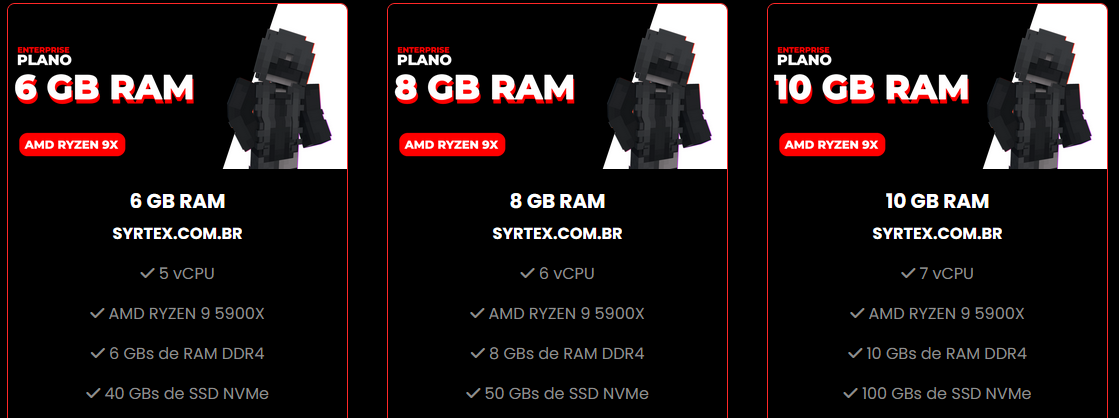 ENTERPRISE
PLANO
6 GB RAM
AMD RYZEN 9X
6 GB RAM
SYRTEX.COM.BR
5 vCPU
AMD RYZEN 9 5900X
6 GBs de RAM DDR4
40 GBs de SSD NVMe
ENTERPRISE
PLANO
8 GB RAM
AMD RYZEN 9X
8 GB RAM
SYRTEX.COM.BR
6 vCPU
AMD RYZEN 9 5900X
8 GBs de RAM DDR4
50 GBs de SSD NVMe
ENTERPRISE
PLANO
10 GB RAM
AMD RYZEN 9X
10 GB RAM
SYRTEX.COM.BR
7 vCPU
AMD RYZEN 9 5900X
10 GBs de RAM DDR4
100 GBs de SSD NVMe